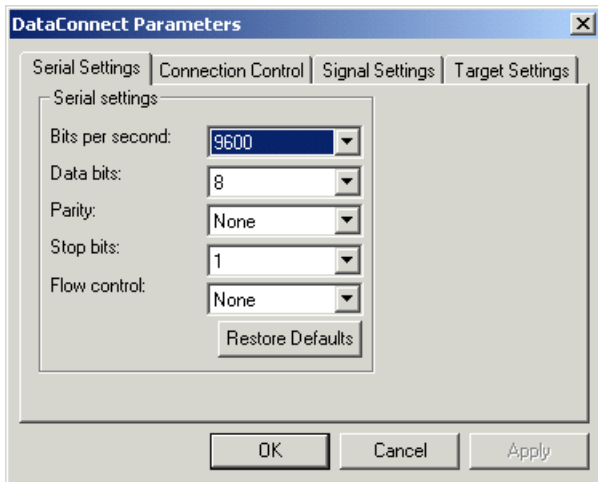 DataConnect Parameters
Serial Settings Connection Control Signal Settings Target Settings
Serial settings
Bits per second: 9600
Data bits: 8
Parity: None
Stop bits: 1
Flow control: None
Restore Defaults
OK Cancel Apply